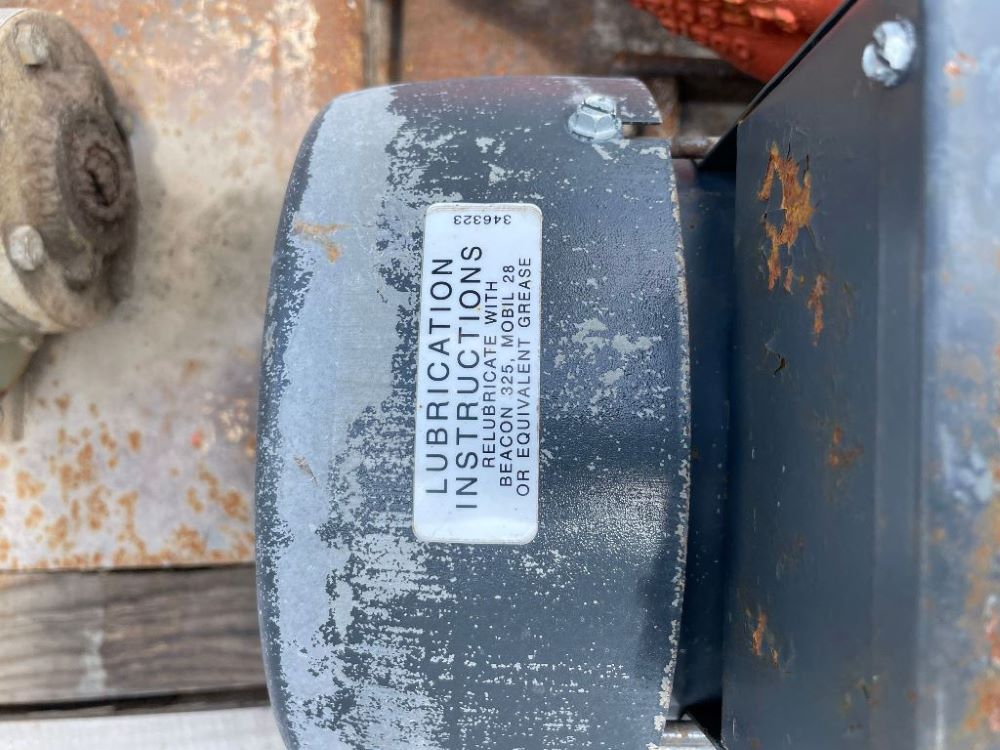 LUBRICATION
INSTRUCTIONS
RELUBRICATE WITH
BEACON 325, MOBIL 28
OR EQUIVALENT GREASE
346323